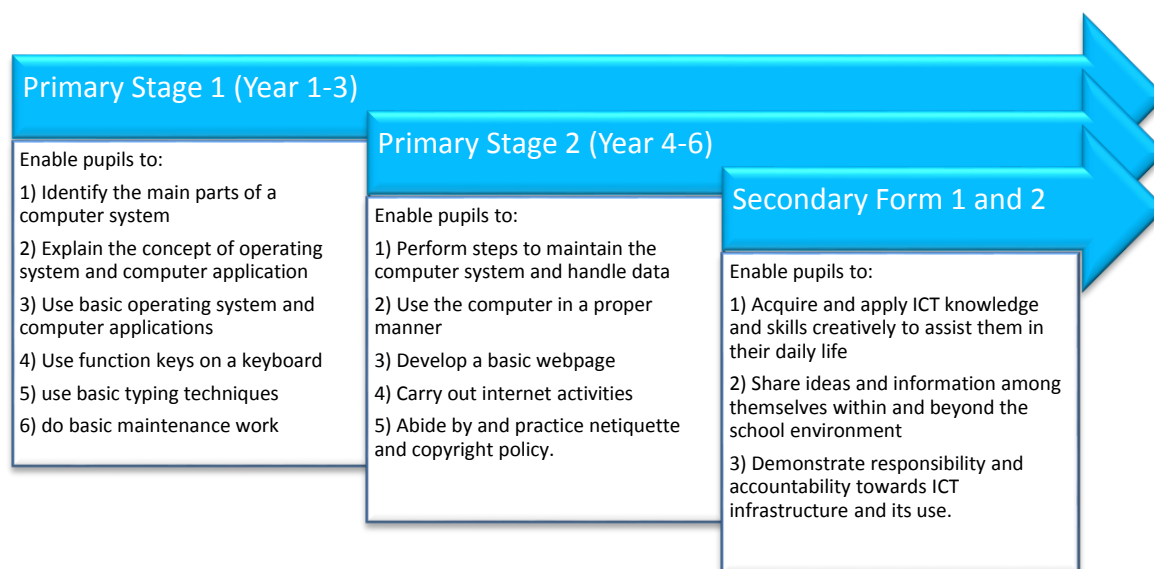 Primary Stage 1 (Year 1-3)
Enable pupils to:
1) Identify the main parts of a
computer system
2) Explain the concept of operating
system and computer application
3) Use basic operating system and
computer applications
4) Use function keys on a keyboard
5) use basic typing techniques
6) do basic maintenance work
Primary Stage 2 (Year 4-6)
Enable pupils to:
1) Perform steps to maintain the
computer system and handle data
2) Use the computer in a proper
manner
3) Develop a basic webpage
4) Carry out internet activities
5) Abide by and practice netiquette
and copyright policy.
Secondary Form 1 and 2
Enable pupils to:
1) Acquire and apply ICT knowledge
and skills creatively to assist them in
their daily life
2) Share ideas and information among
themselves within and beyond the
school environment
3) Demonstrate responsibility and
accountability towards ICT
infrastructure and its use.